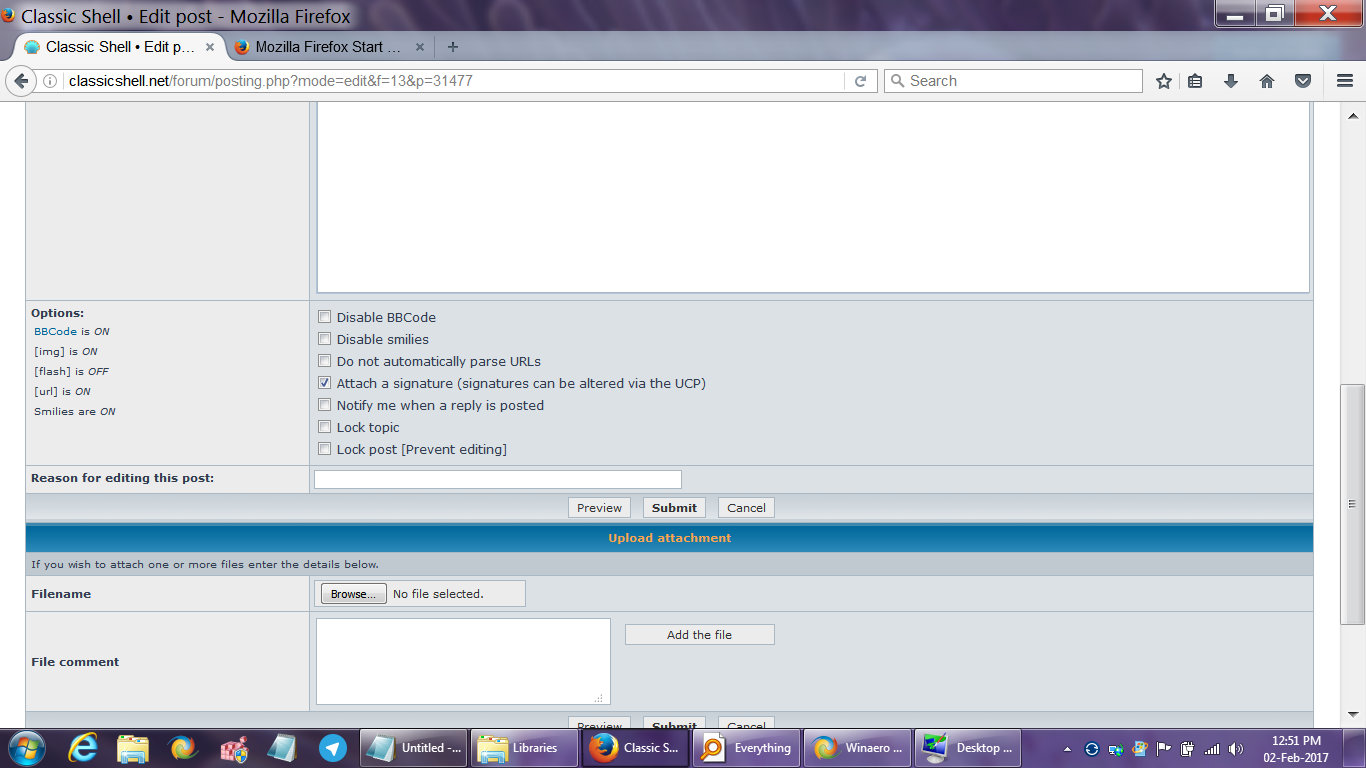 Classic Shell • Edit post - Mozilla Firefox
Classic Shell • Edit p...
Mozilla Firefox Start ...
classicshell.net/forum/posting.php?mode=edit&f=13&p=31477
Search
Options:
BBCode is ON
[img] is ON
[flash] is OFF
[url] is ON
Smilies are ON
Disable BBCode
Disable smilies
Do not automatically parse URLs
Attach a signature (signatures can be altered via the UCP)
Notify me when a reply is posted
Lock topic
Lock post [Prevent editing]
Reason for editing this post:
Preview Submit Cancel
Upload attachment
If you wish to attach one or more files enter the details below.
Filename
Browse... No file selected.
File comment
Add the file
Preview Submit Cancel
Untitled -... Libraries Classic S... Everything Winaero ... Desktop ...
12:51 PM
02-Feb-2017